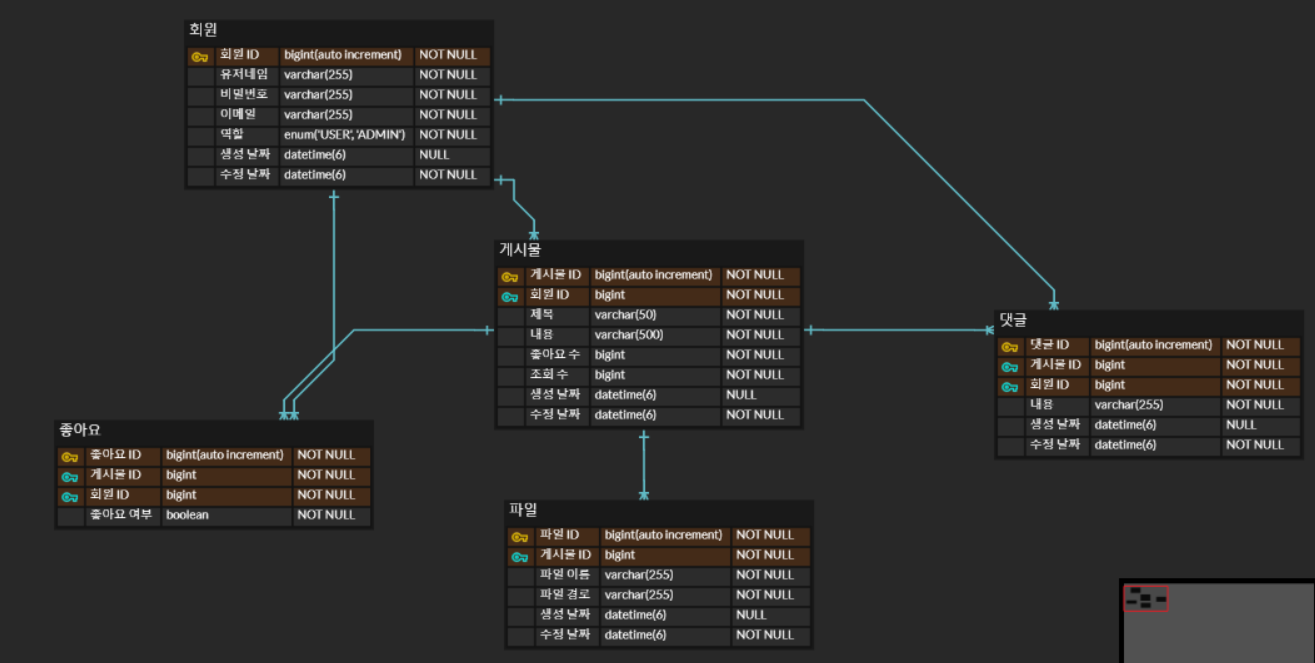 회원
회원 ID bigint(auto increment) NOT NULL
유저네임 varchar(255) NOT NULL
비밀번호 varchar(255) NOT NULL
이메일 varchar(255) NOT NULL
역할 enum('USER', 'ADMIN') NOT NULL
생성 날짜 datetime(6) NULL
수정 날짜 datetime(6) NOT NULL
게시물
게시물 ID bigint(auto increment) NOT NULL
회원 ID bigint NOT NULL
제목 varchar(50) NOT NULL
내용 varchar(500) NOT NULL
좋아요 수 bigint NOT NULL
조회 수 bigint NOT NULL
생성 날짜 datetime(6) NULL
수정 날짜 datetime(6) NOT NULL
댓글
댓글 ID bigint(auto increment) NOT NULL
게시물 ID bigint NOT NULL
회원 ID bigint NOT NULL
내용 varchar(255) NOT NULL
생성 날짜 datetime(6) NULL
수정 날짜 datetime(6) NOT NULL
좋아요
좋아요 ID bigint(auto increment) NOT NULL
게시물 ID bigint NOT NULL
회원 ID bigint NOT NULL
좋아요 여부 boolean NOT NULL
파일
파일 ID bigint(auto increment) NOT NULL
게시물 ID bigint NOT NULL
파일 이름 varchar(255) NOT NULL
파일 경로 varchar(255) NOT NULL
생성 날짜 datetime(6) NULL
수정 날짜 datetime(6) NOT NULL